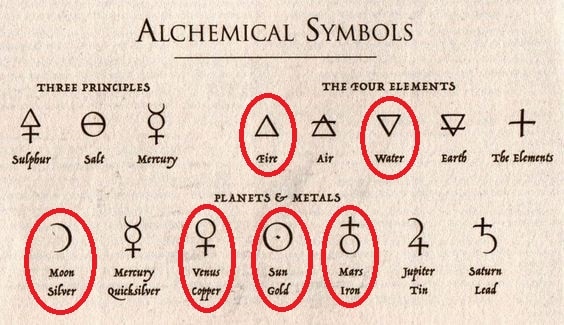 Alchemical Symbols
Three Principles
The Four Elements
Sulphur Salt Mercury Fire Air Water Earth The Elements
Planets & Metals
Moon Mercury Venus Sun Mars Jupiter Saturn
Silver Quicksilver Copper Gold Iron Tin Lead